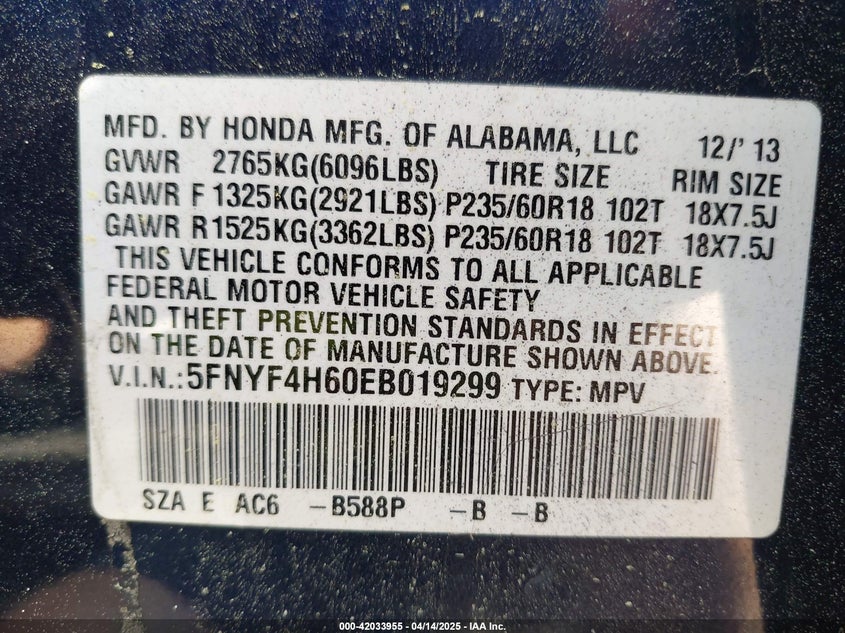 MFD. BY HONDA MFG. OF ALABAMA, LLC 12/'13
GVWR 2765KG(6096LBS) TIRE SIZE RIM SIZE
GAWR F 1325KG(2921LBS) P235/60R18 102T 18X7.5J
GAWR R 1525KG(3362LBS) P235/60R18 102T 18X7.5J
THIS VEHICLE CONFORMS TO ALL APPLICABLE
FEDERAL MOTOR VEHICLE SAFETY
AND THEFT PREVENTION STANDARDS IN EFFECT
ON THE DATE OF MANUFACTURE SHOWN ABOVE.
V.I.N.:5FNYF4H60EB019299 TYPE: MPV
SZA E AC6 -B588P -B -B
000-42033955 - 04/14/2025 - IAA Inc.